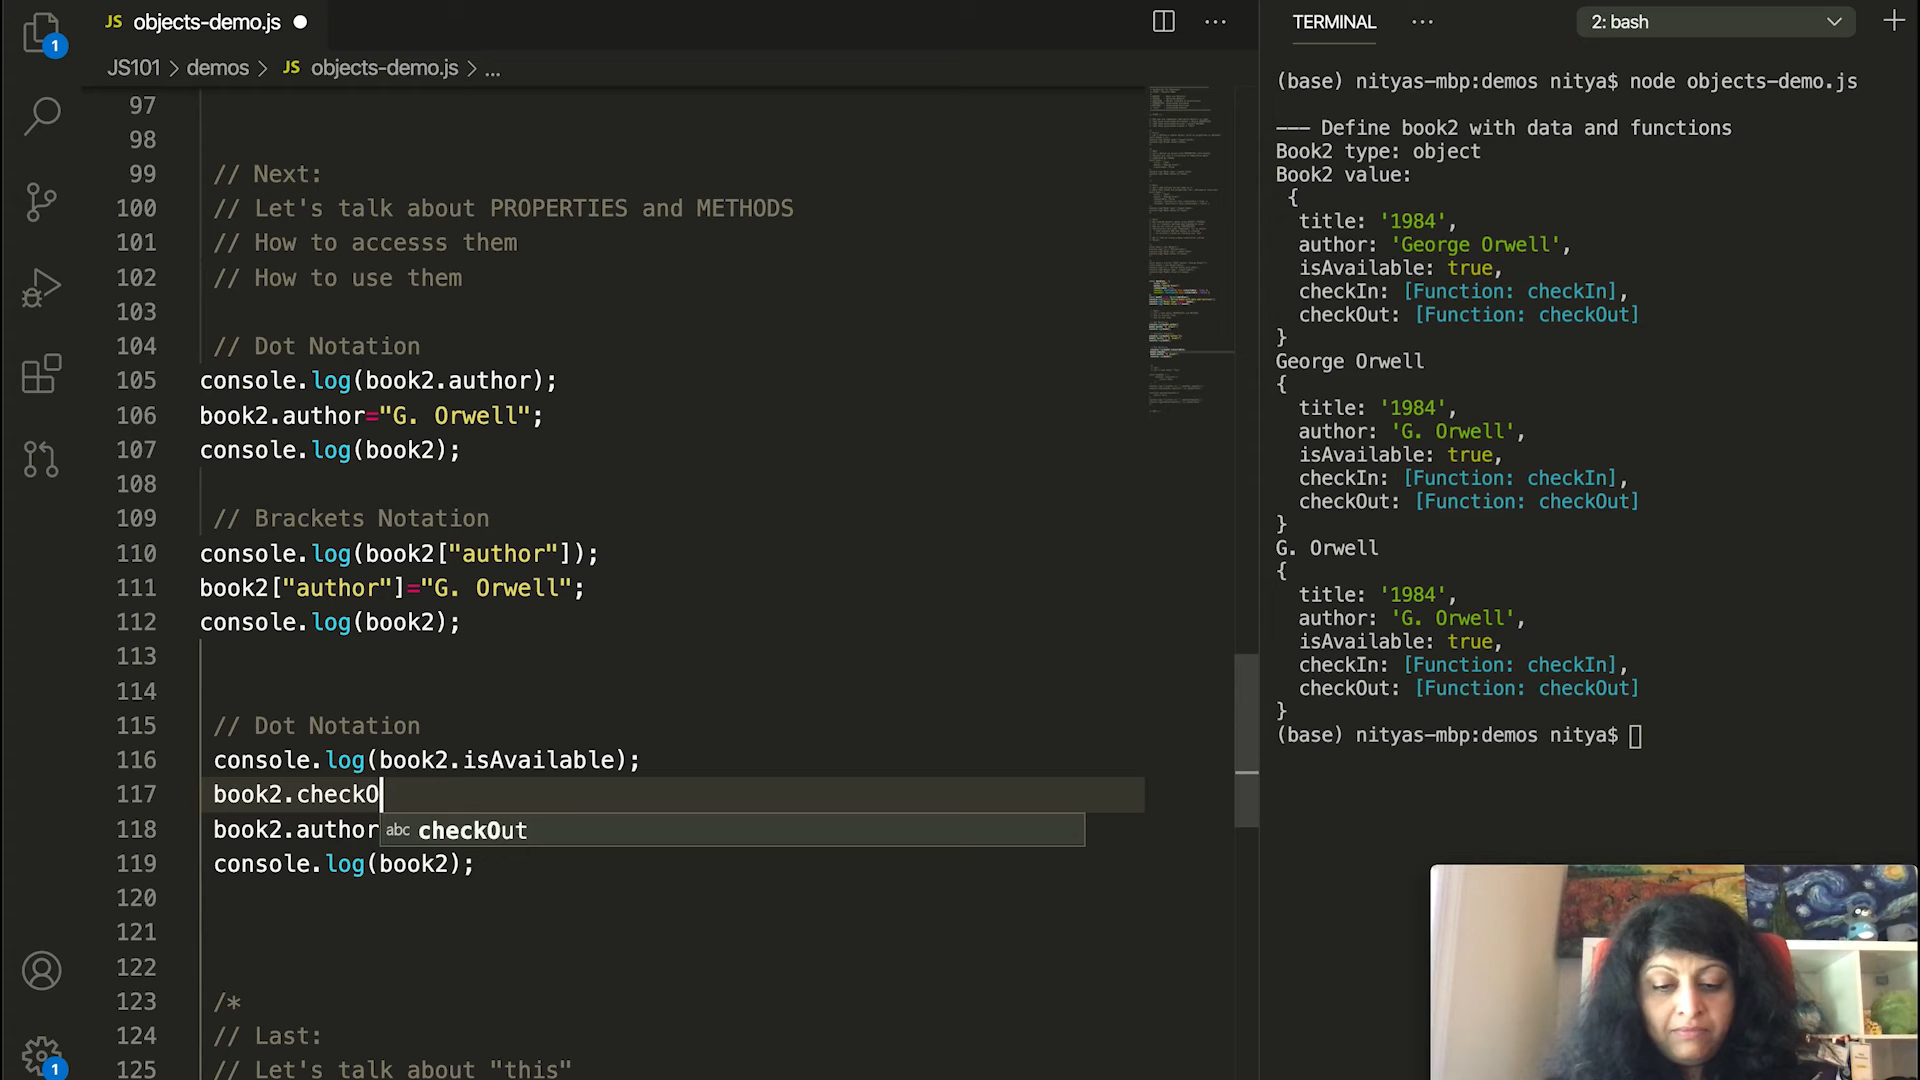 JS objects-demo.js
JS101 > demos > JS objects-demo.js > ...
97
98
99 // Next:
100 // Let's talk about PROPERTIES and METHODS
101 // How to accesss them
102 // How to use them
103
104 // Dot Notation
105 console.log(book2.author);
106 book2.author="G. Orwell";
107 console.log(book2);
108
109 // Brackets Notation
110 console.log(book2["author"]);
111 book2["author"]="G. Orwell";
112 console.log(book2);
113
114
115 // Dot Notation
116 console.log(book2.isAvailable);
117 book2.checkO
118 book2.author
abc checkOut
119 console.log(book2);
120
121
122
123 /*
124 // Last:
125 // Let's talk about "this"
1
1
TERMINAL ... 2: bash
(base) nityas-mbp:demos nitya$ node objects-demo.js
--- Define book2 with data and functions
Book2 type: object
Book2 value:
{
title: '1984',
author: 'George Orwell',
isAvailable: true,
checkIn: [Function: checkIn],
checkOut: [Function: checkOut]
}
George Orwell
{
title: '1984',
author: 'G. Orwell',
isAvailable: true,
checkIn: [Function: checkIn],
checkOut: [Function: checkOut]
}
G. Orwell
{
title: '1984',
author: 'G. Orwell',
isAvailable: true,
checkIn: [Function: checkIn],
checkOut: [Function: checkOut]
}
(base) nityas-mbp:demos nitya$